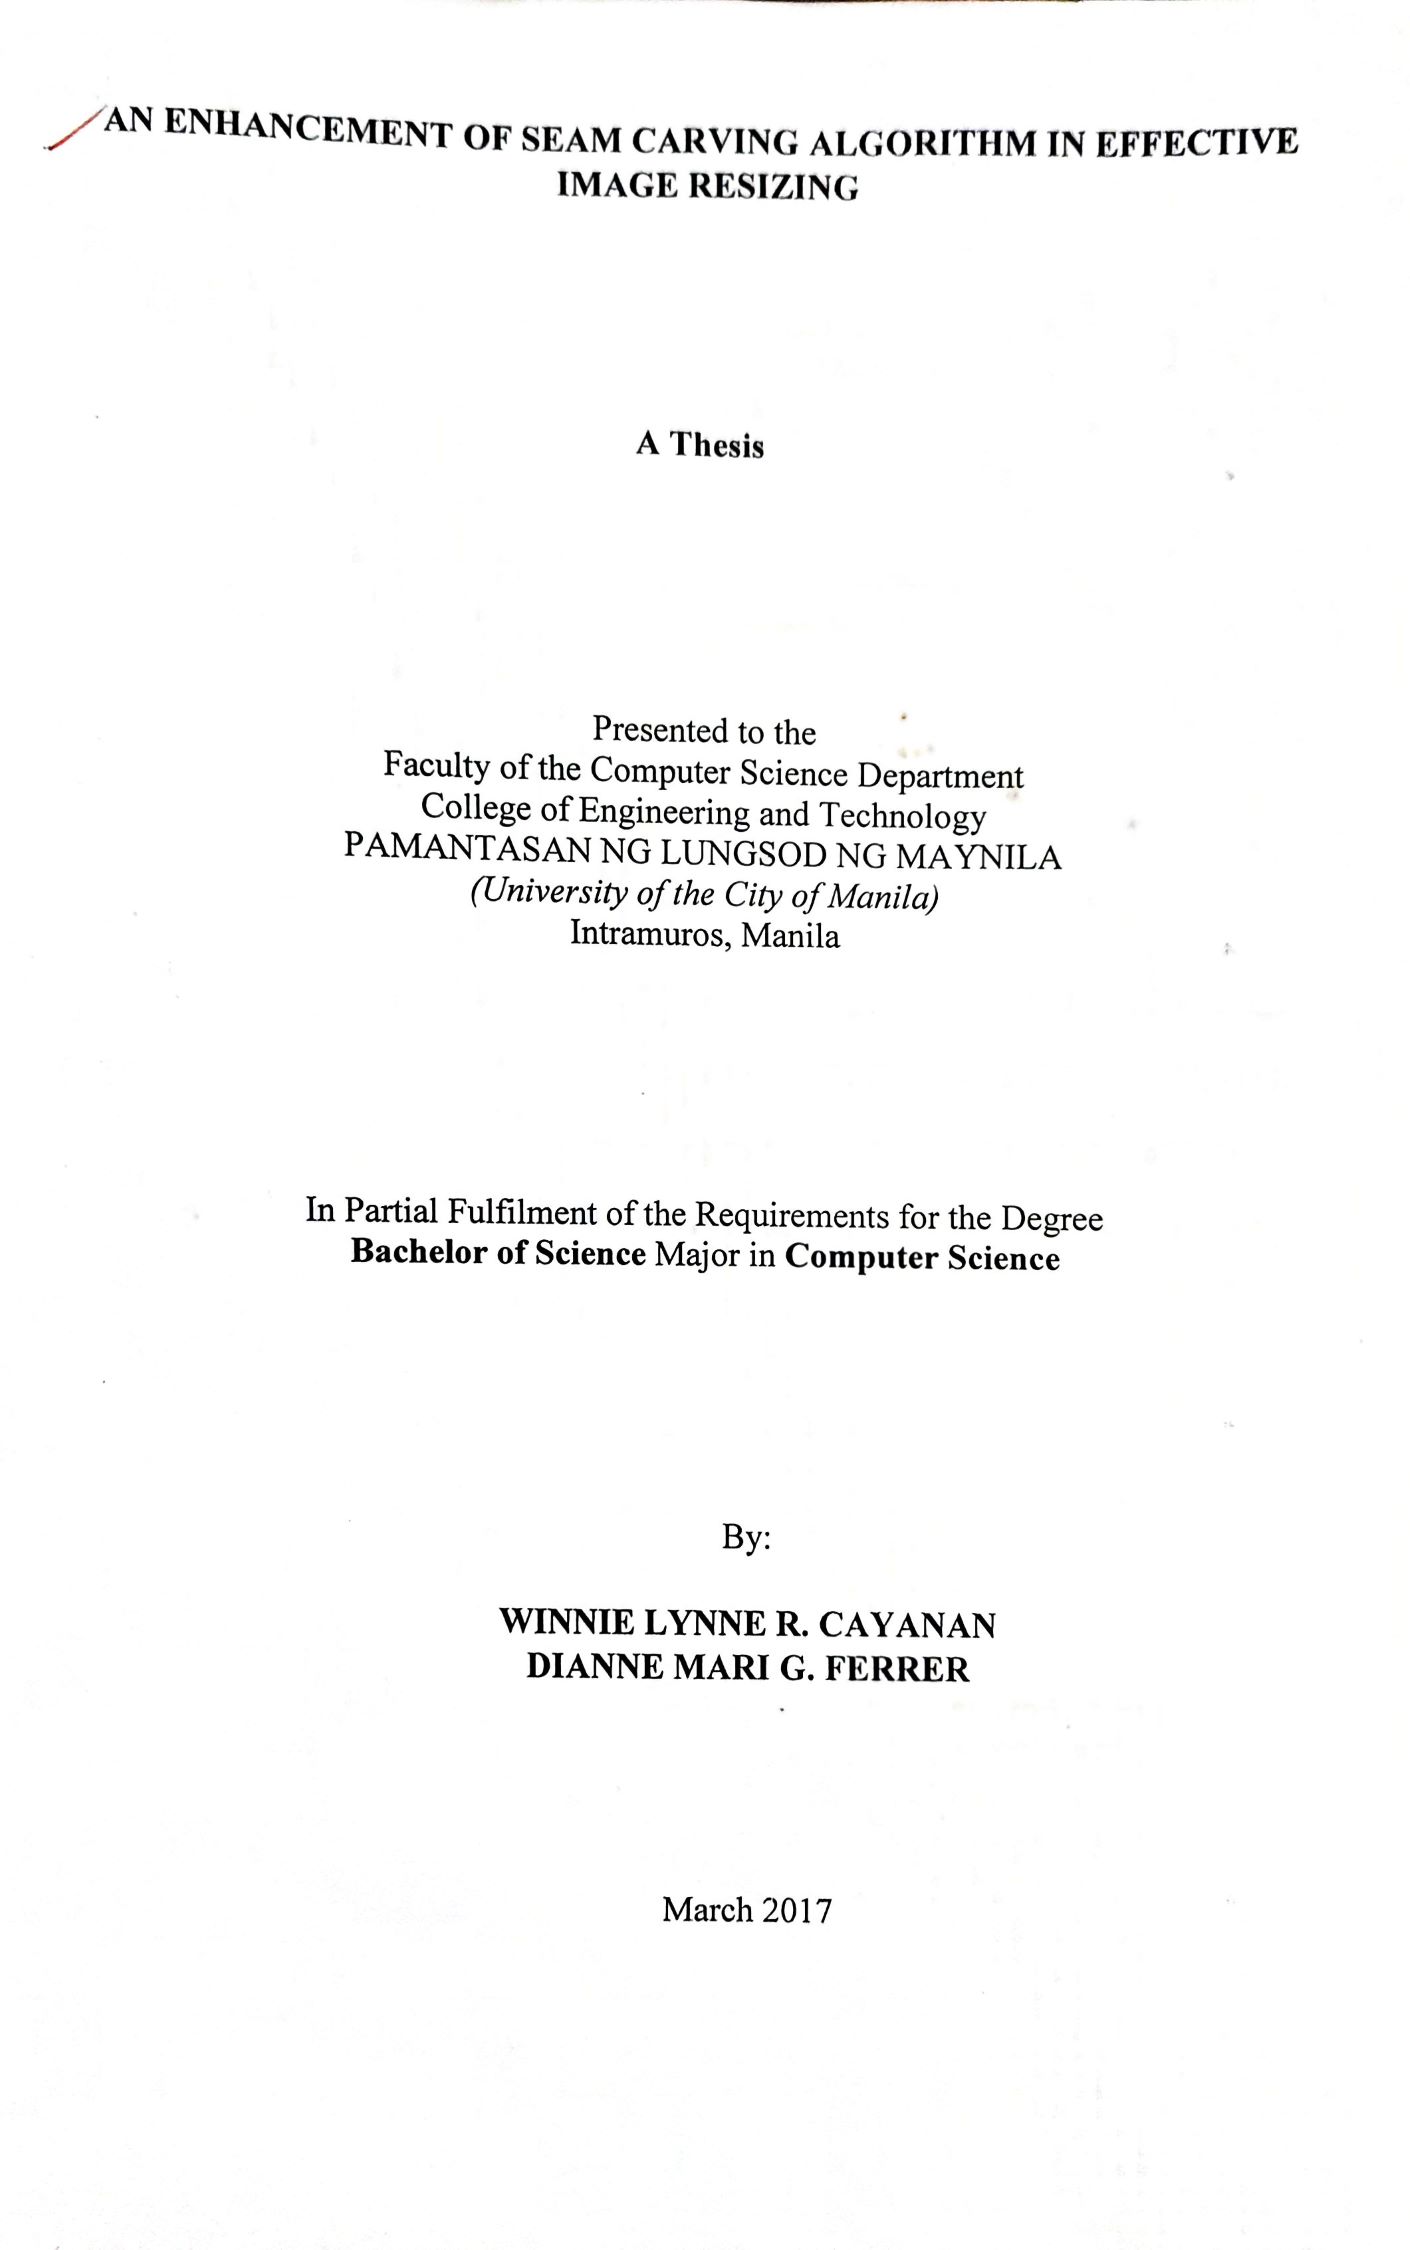 AN ENHANCEMENT OF SEAM CARVING ALGORITHM IN EFFECTIVE
IMAGE RESIZING
A Thesis
Presented to the
Faculty of the Computer Science Department
College of Engineering and Technology
PAMANTASAN NG LUNGSOD NG MAYNILA
(University of the City of Manila)
Intramuros, Manila
In Partial Fulfilment of the Requirements for the Degree
Bachelor of Science Major in Computer Science
By:
WINNIE LYNNE R. CAYANAN
DIANNE MARI G. FERRER
March 2017